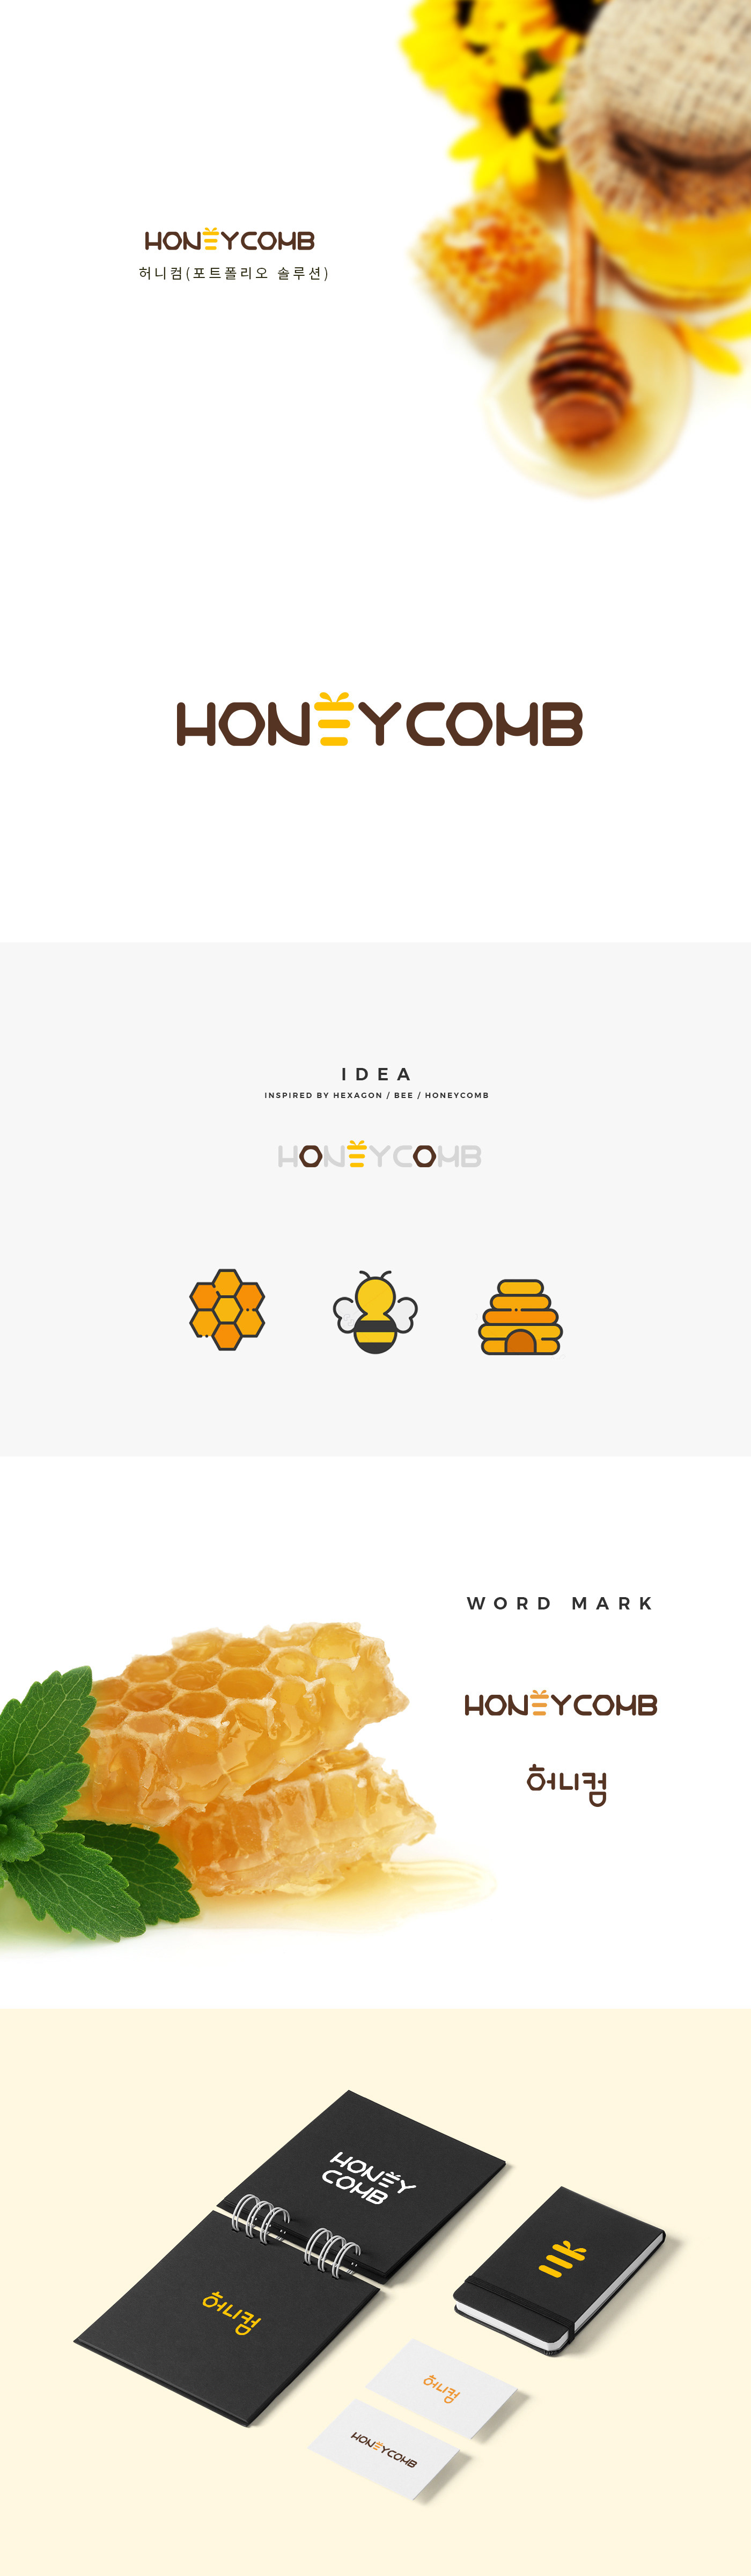 HONEYCOMB
허니컴(포트폴리오 솔루션)
HONEYCOMB
IDEA
INSPIRED BY HEXAGON / BEE / HONEYCOMB
HONEYCOMB
WORD MARK
HONEYCOMB
허니컴
HONEY
COMB
허니컴
허니컴
HONEYCOMB